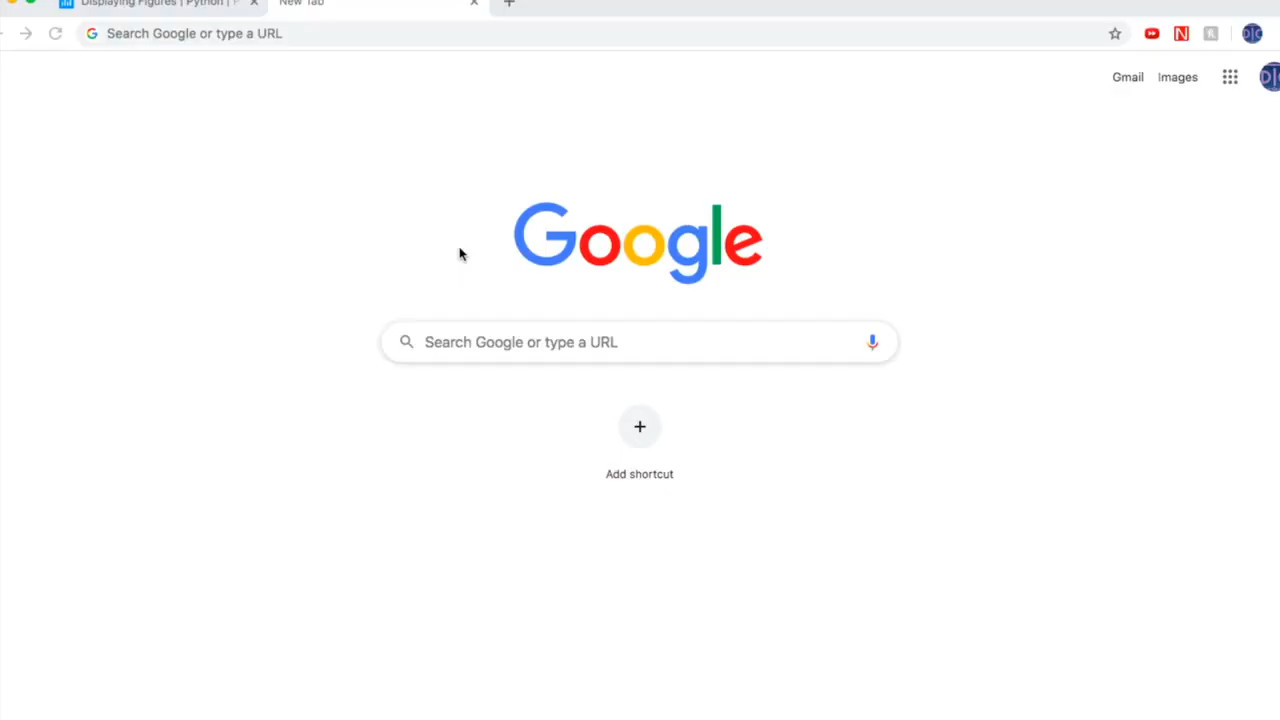 Displaying Figures | Python |
New Tab
Search Google or type a URL
Gmail Images
Google
Search Google or type a URL
Add shortcut